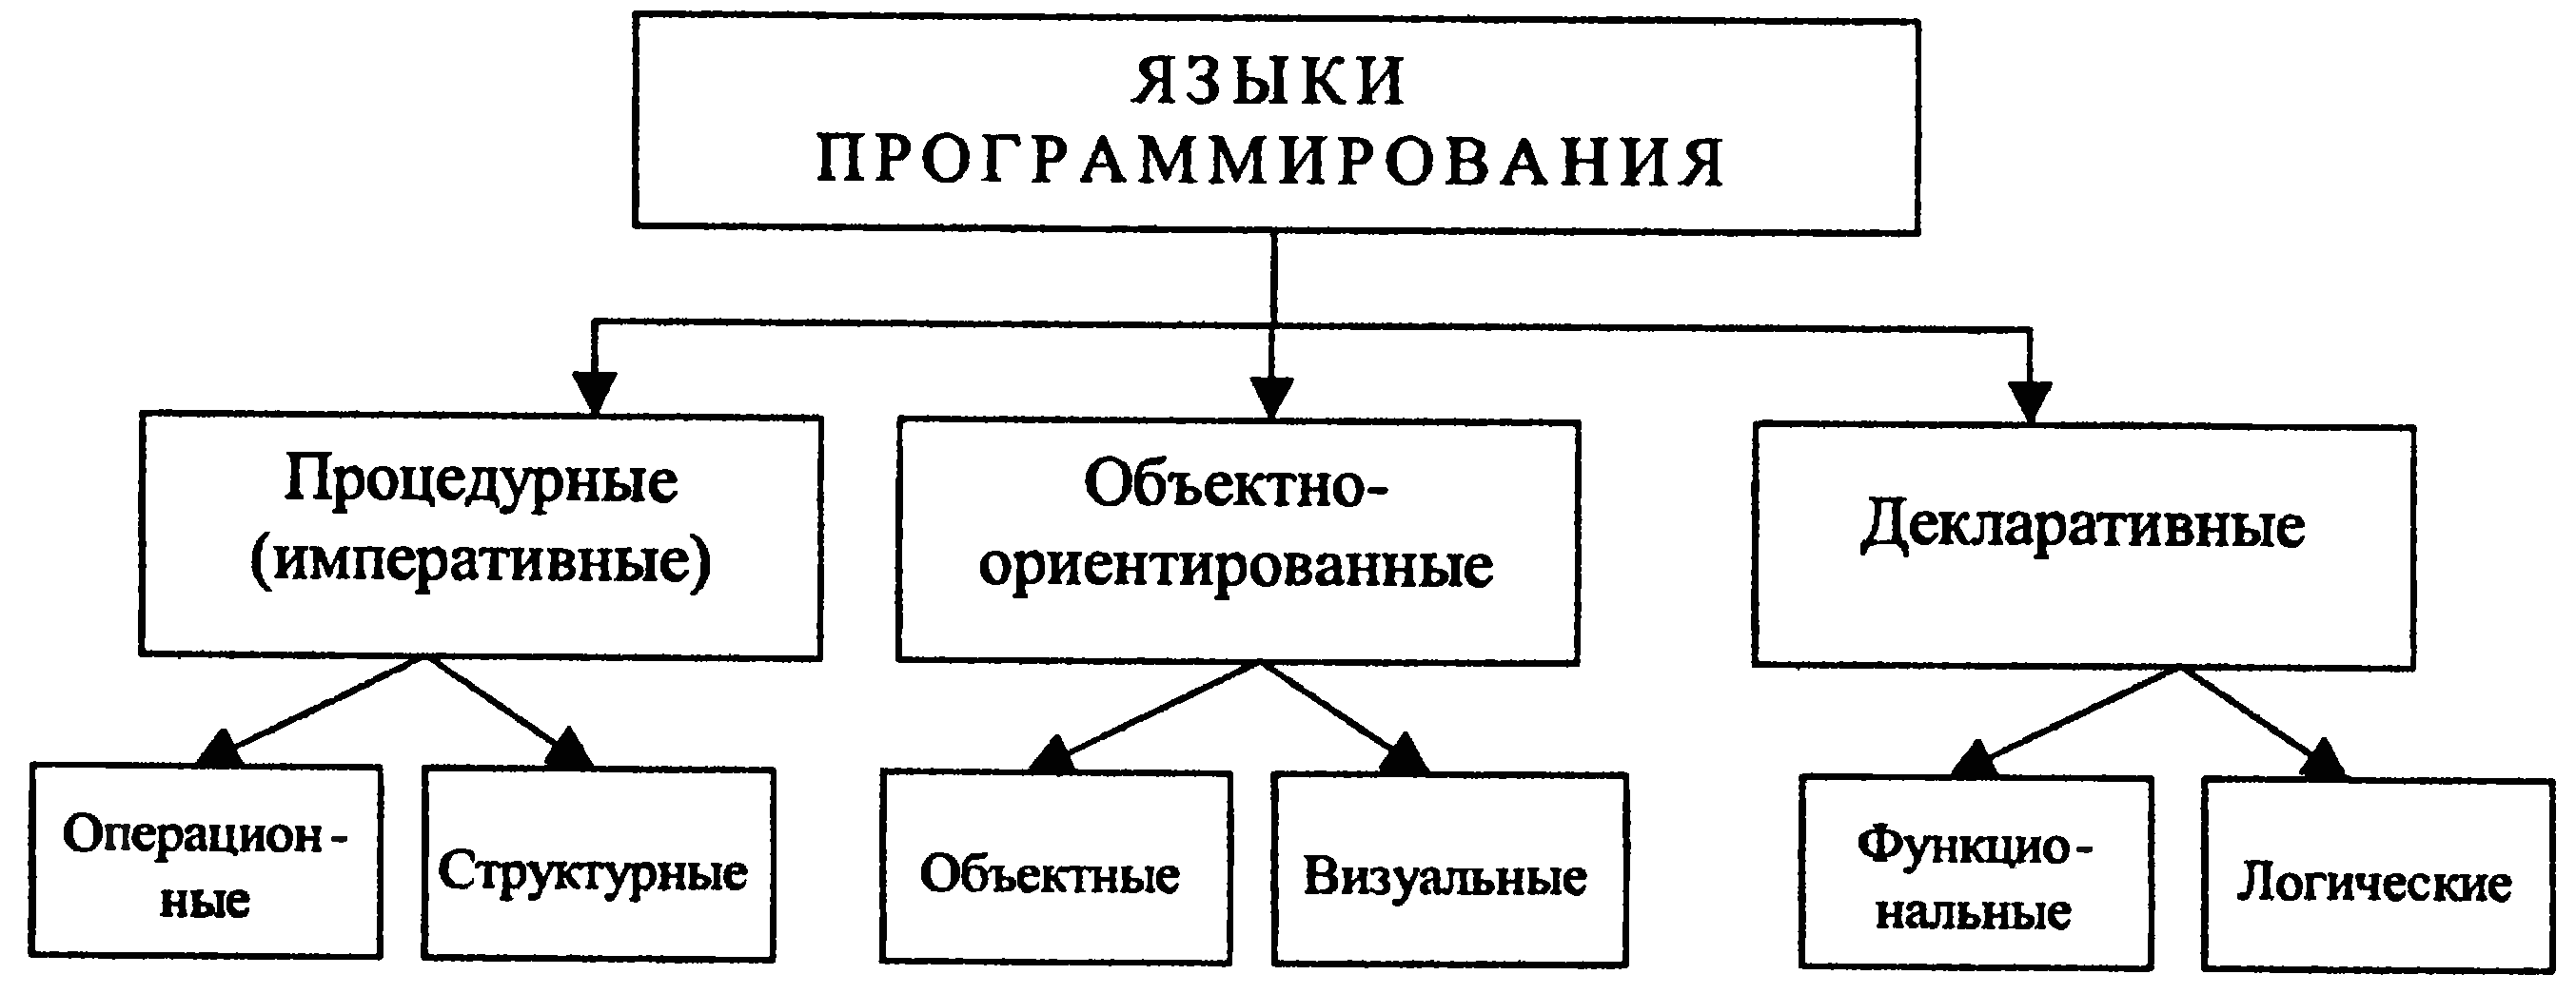 ЯЗЫКИ
ПРОГРАММИРОВАНИЯ
Процедурные
(императивные)
Объектно-
ориентированные
Декларативные
Операцион-
ные
Структурные
Объектные
Визуальные
Функцио-
нальные
Логические